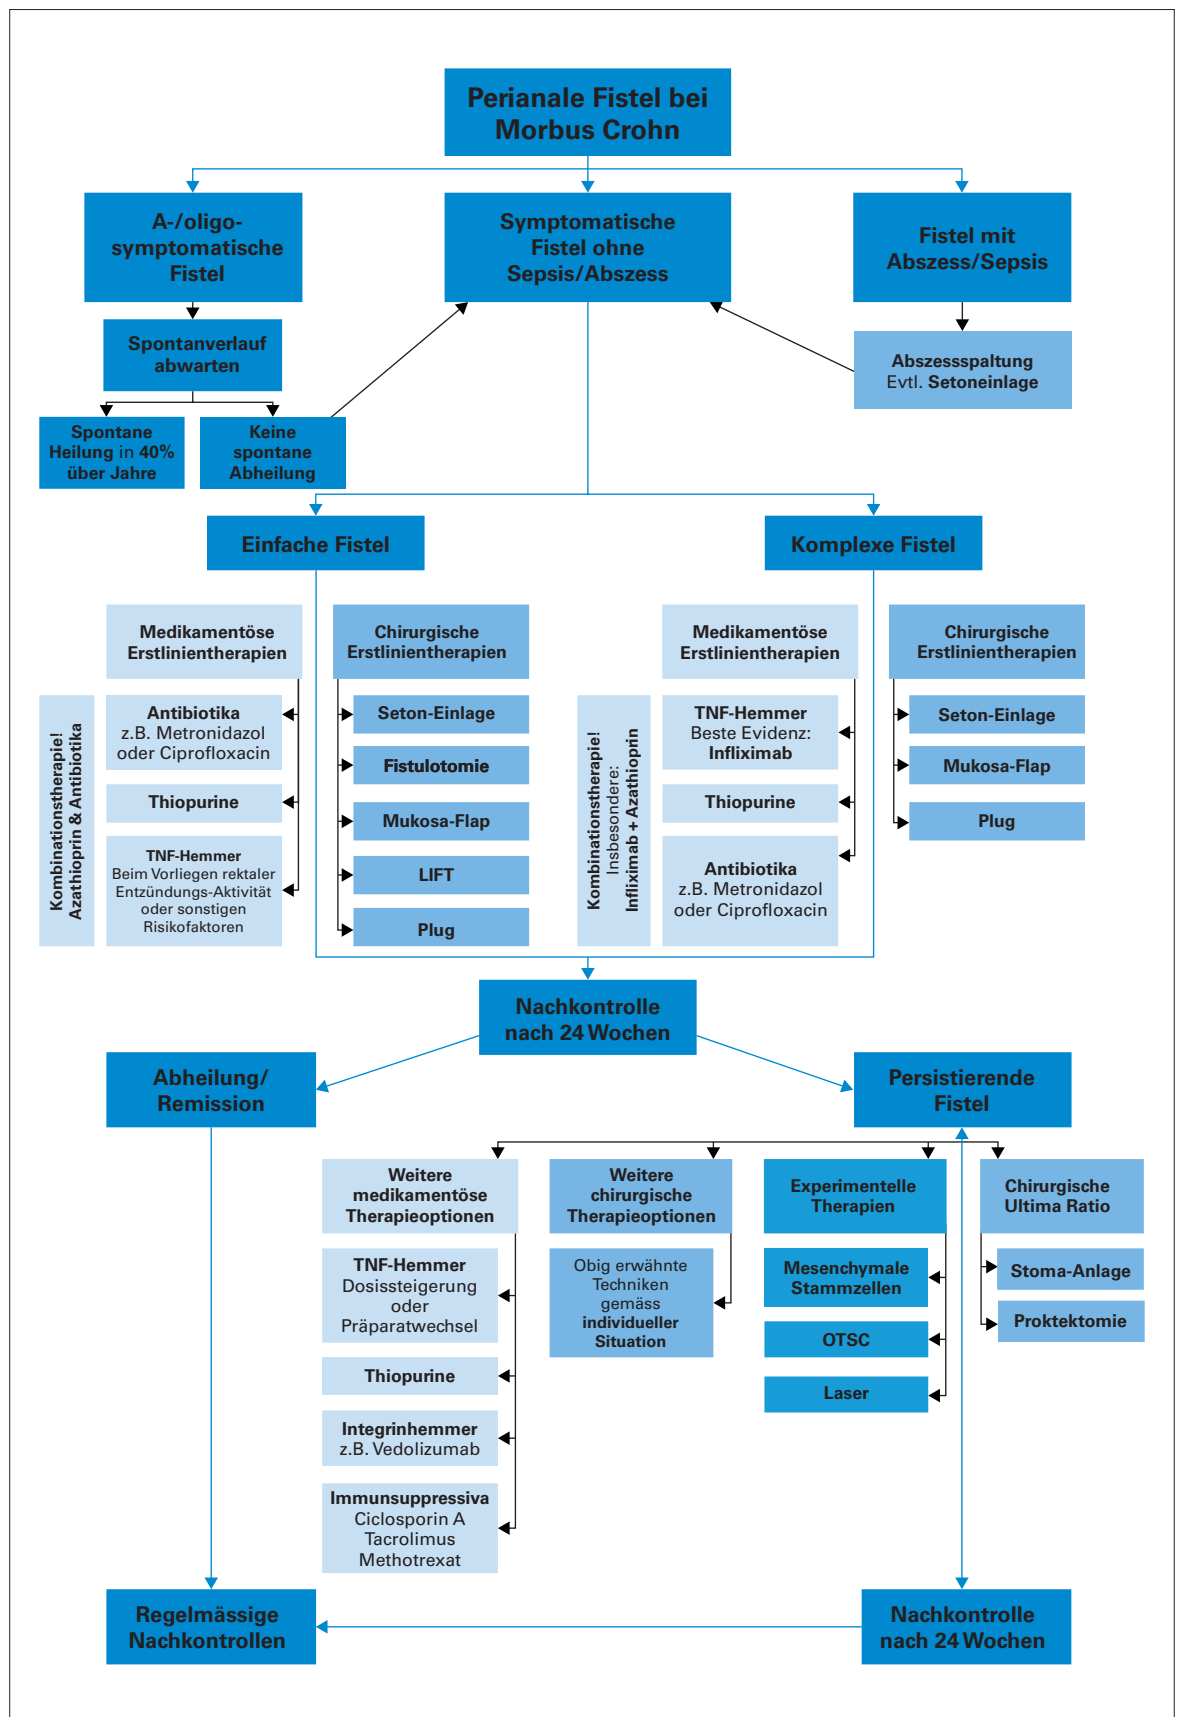 Perianale Fistel bei
Morbus Crohn
A-/oligo-
symptomatische
Fistel
Symptomatische
Fistel ohne
Sepsis/Abszess
Fistel mit
Abszess/Sepsis
Spontanverlauf
abwarten
Abszessspaltung
Evtl. Setoneinlage
Spontane
Heilung in 40%
über Jahre
Keine
spontane
Abheilung
Einfache Fistel
Komplexe Fistel
Medikamentöse
Erstlinientherapien
Kombinationstherapie!
Azathioprin & Antibiotika
Antibiotika
z.B. Metronidazol
oder Ciprofloxacin
Thiopurine
TNF-Hemmer
Beim Vorliegen rektaler
Entzündungs-Aktivität
oder sonstigen
Risikofaktoren
Chirurgische
Erstlinientherapien
Seton-Einlage
Fistulotomie
Mukosa-Flap
LIFT
Plug
Medikamentöse
Erstlinientherapien
Kombinationstherapie!
Insbesondere:
Infliximab + Azathioprin
TNF-Hemmer
Beste Evidenz:
Infliximab
Thiopurine
Antibiotika
z.B. Metronidazol
oder Ciprofloxacin
Chirurgische
Erstlinientherapien
Seton-Einlage
Mukosa-Flap
Plug
Nachkontrolle
nach 24 Wochen
Abheilung/
Remission
Persistierende
Fistel
Weitere
medikamentöse
Therapieoptionen
TNF-Hemmer
Dosissteigerung
oder
Präparatwechsel
Thiopurine
Integrinhemmer
z.B. Vedolizumab
Immunsuppressiva
Ciclosporin A
Tacrolimus
Methotrexat
Weitere
chirurgische
Therapieoptionen
Obig erwähnte
Techniken
gemäss
individueller
Situation
Experimentelle
Therapien
Mesenchymale
Stammzellen
OTSC
Laser
Chirurgische
Ultima Ratio
Stoma-Anlage
Proktektomie
Regelmässige
Nachkontrollen
Nachkontrolle
nach 24 Wochen